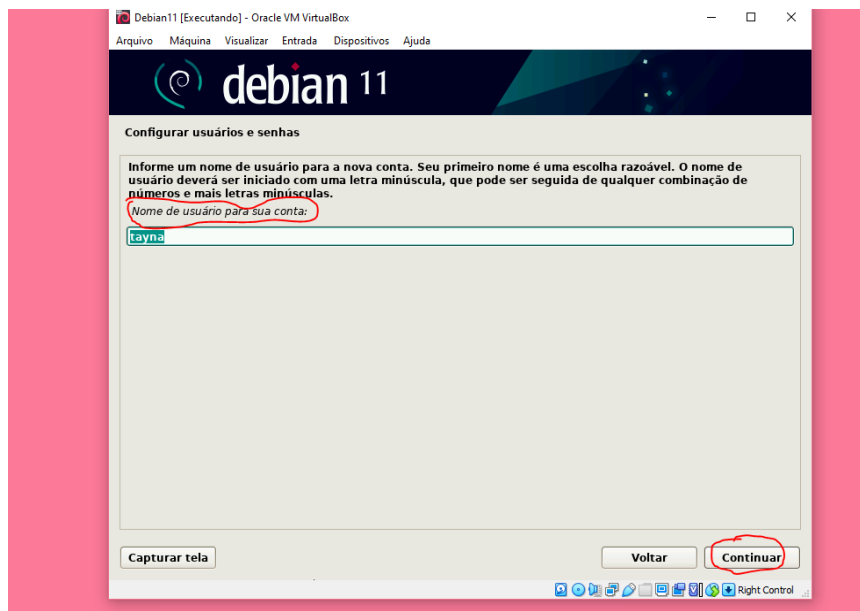 Debian11 [Executando] - Oracle VM VirtualBox
Arquivo Máquina Visualizar Entrada Dispositivos Ajuda
debian 11
Configurar usuários e senhas
Informe um nome de usuário para a nova conta. Seu primeiro nome é uma escolha razoável. O nome de
usuário deverá ser iniciado com uma letra minúscula, que pode ser seguida de qualquer combinação de
números e mais letras minúsculas.
Nome de usuário para sua conta:
tayna
Capturar tela Voltar Continuar
Right Control